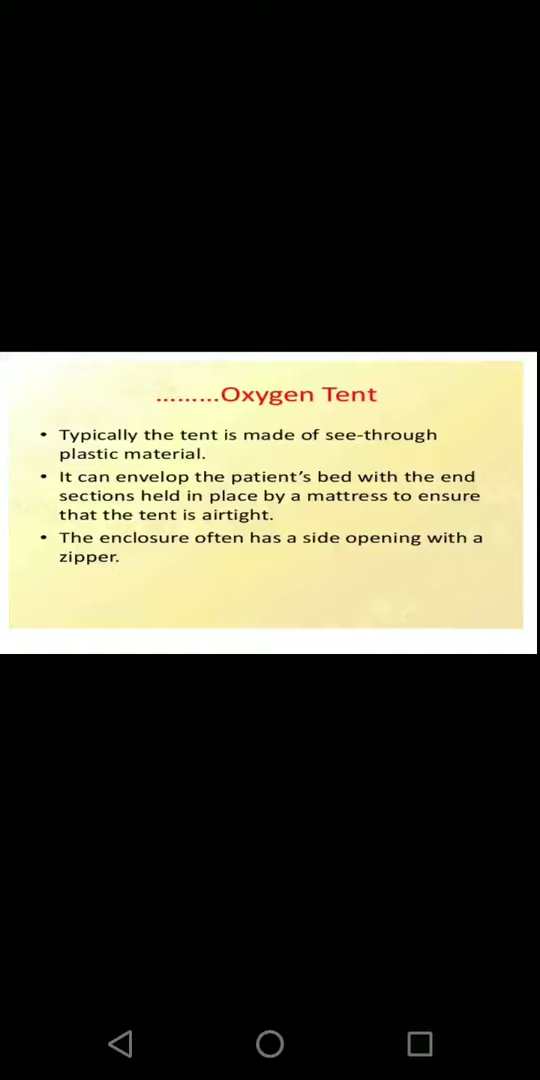 .........Oxygen Tent
• Typically the tent is made of see-through
plastic material.
• It can envelop the patient’s bed with the end
sections held in place by a mattress to ensure
that the tent is airtight.
• The enclosure often has a side opening with a
zipper.